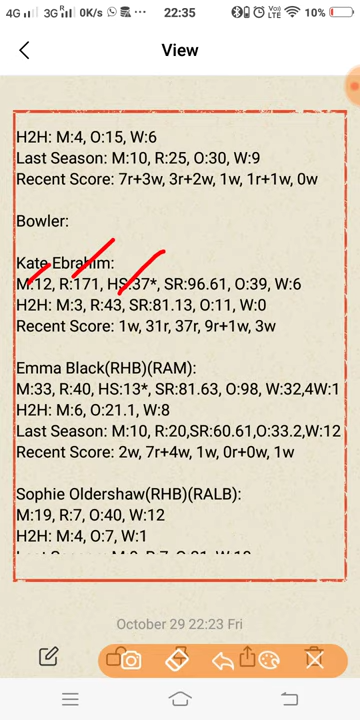 4G 3G R 0K/s ... 22:35 Vo) LTE 10%
View
H2H: M:4, O:15, W:6
Last Season: M:10, R:25, O:30, W:9
Recent Score: 7r+3w, 3r+2w, 1w, 1r+1w, 0w
Bowler:
Kate Ebrahim:
M:12, R:171, HS:37*, SR:96.61, O:39, W:6
H2H: M:3, R:43, SR:81.13, O:11, W:0
Recent Score: 1w, 31r, 37r, 9r+1w, 3w
Emma Black(RHB)(RAM):
M:33, R:40, HS:13*, SR:81.63, O:98, W:32,4W:1
H2H: M:6, O:21.1, W:8
Last Season: M:10, R:20,SR:60.61,O:33.2,W:12
Recent Score: 2w, 7r+4w, 1w, 0r+0w, 1w
Sophie Oldershaw(RHB)(RALB):
M:19, R:7, O:40, W:12
H2H: M:4, O:7, W:1
October 29 22:23 Fri